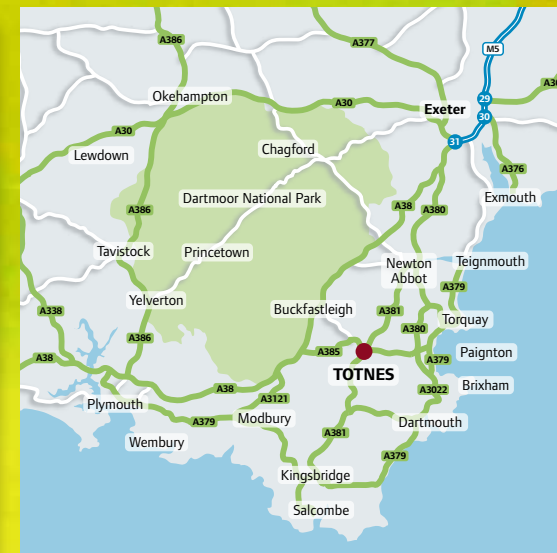 A386
A377
M5
A30
29
30
31
Okehampton
A30
Exeter
A30
Lewdown
Chagford
A376
Dartmoor National Park
Exmouth
A386
A38
A380
Tavistock
Princetown
Newton
Abbot
Teignmouth
A379
Yelverton
Buckfastleigh
A338
A381
A380
Torquay
A386
A385
A379
Paignton
A38
TOTNES
A38
A3121
A3022
Brixham
Plymouth
A379
Modbury
Dartmouth
Wembury
A381
A379
Kingsbridge
Salcombe